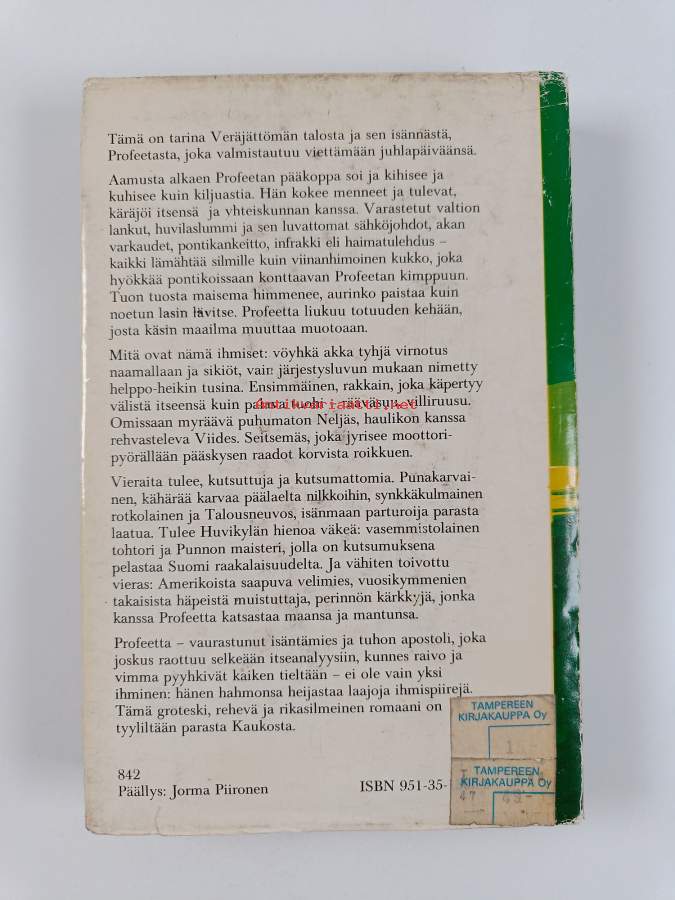 Tämä on tarina Veräjättömän talosta ja sen isännästä,
Profeetasta, joka valmistautuu viettämään juhlapäiväänsä.
Aamusta alkaen Profeetan pääkoppa soi ja kihisee ja
kuhisee kuin kiljuastia. Hän kokee menneet ja tulevat,
käräjöi itsensä ja yhteiskunnan kanssa. Varastetut valtion
lankut, huvilaslummi ja sen luvattomat sähköjohdot, akan
varkaudet, pontikankeitto, infrakki eli haimatulehdus –
kaikki lämähtää silmille kuin viinanhimoinen kukko, joka
hyökkää pontikoissaan konttaavan Profeetan kimppuun.
Tuon tuosta maisema himmenee, aurinko paistaa kuin
noetun lasin lävitse. Profeetta liukuu totuuden kehään,
josta käsin maailma muuttaa muotoaan.
Mitä ovat nämä ihmiset: vöyhkä akka tyhjä virnotus
naamallaan ja sikiöt, vain järjestysluvun mukaan nimetty
helppo-heikin tusina. Ensimmäinen, rakkain, joka käpertyy
välistä itseensä kuin palava tuohi – rääväsuu, villiruusu.
antikvariaatti.net
Omissaan myräävä puhumaton Neljäs, haulikon kanssa
rehvasteleva Viides. Seitsemäs, joka jyrisee moottori-
pyörällään pääskysen raadot korvista roikkuen.
Vieraita tulee, kutsuttuja ja kutsumattomia. Punakarvai-
nen, kähärää karvaa päälaelta nilkkoihin, synkkäkulmainen
rotkolainen ja Talousneuvos, isänmaan parturoija parasta
laatua. Tulee Huvikylän hienoa väkeä: vasemmistolainen
tohtori ja Punnon maisteri, jolla on kutsumuksena
pelastaa Suomi raakalaisuudelta. Ja vähiten toivottu
vieras: Amerikoista saapuva velimies, vuosikymmenien
takaisista häpeistä muistuttaja, perinnön kärkkyjä, jonka
kanssa Profeetta katsastaa maansa ja mantunsa.
Profeetta – vaurastunut isäntämies ja tuhon apostoli, joka
joskus raottuu selkeään itseanalyysiin, kunnes raivo ja
vimma pyyhkivät kaiken tieltään – ei ole vain yksi
ihminen: hänen hahmonsa heijastaa laajoja ihmispiirejä.
Tämä groteski, rehevä ja rikasilmeinen romaani on
tyyliltään parasta Kaukosta.
TAMPEREEN
KIRJAKAUPPA Oy
15-
TAMPEREEN
KIRJAKAUPPA Oy
47
842
Päällys: Jorma Piironen
ISBN 951-35-